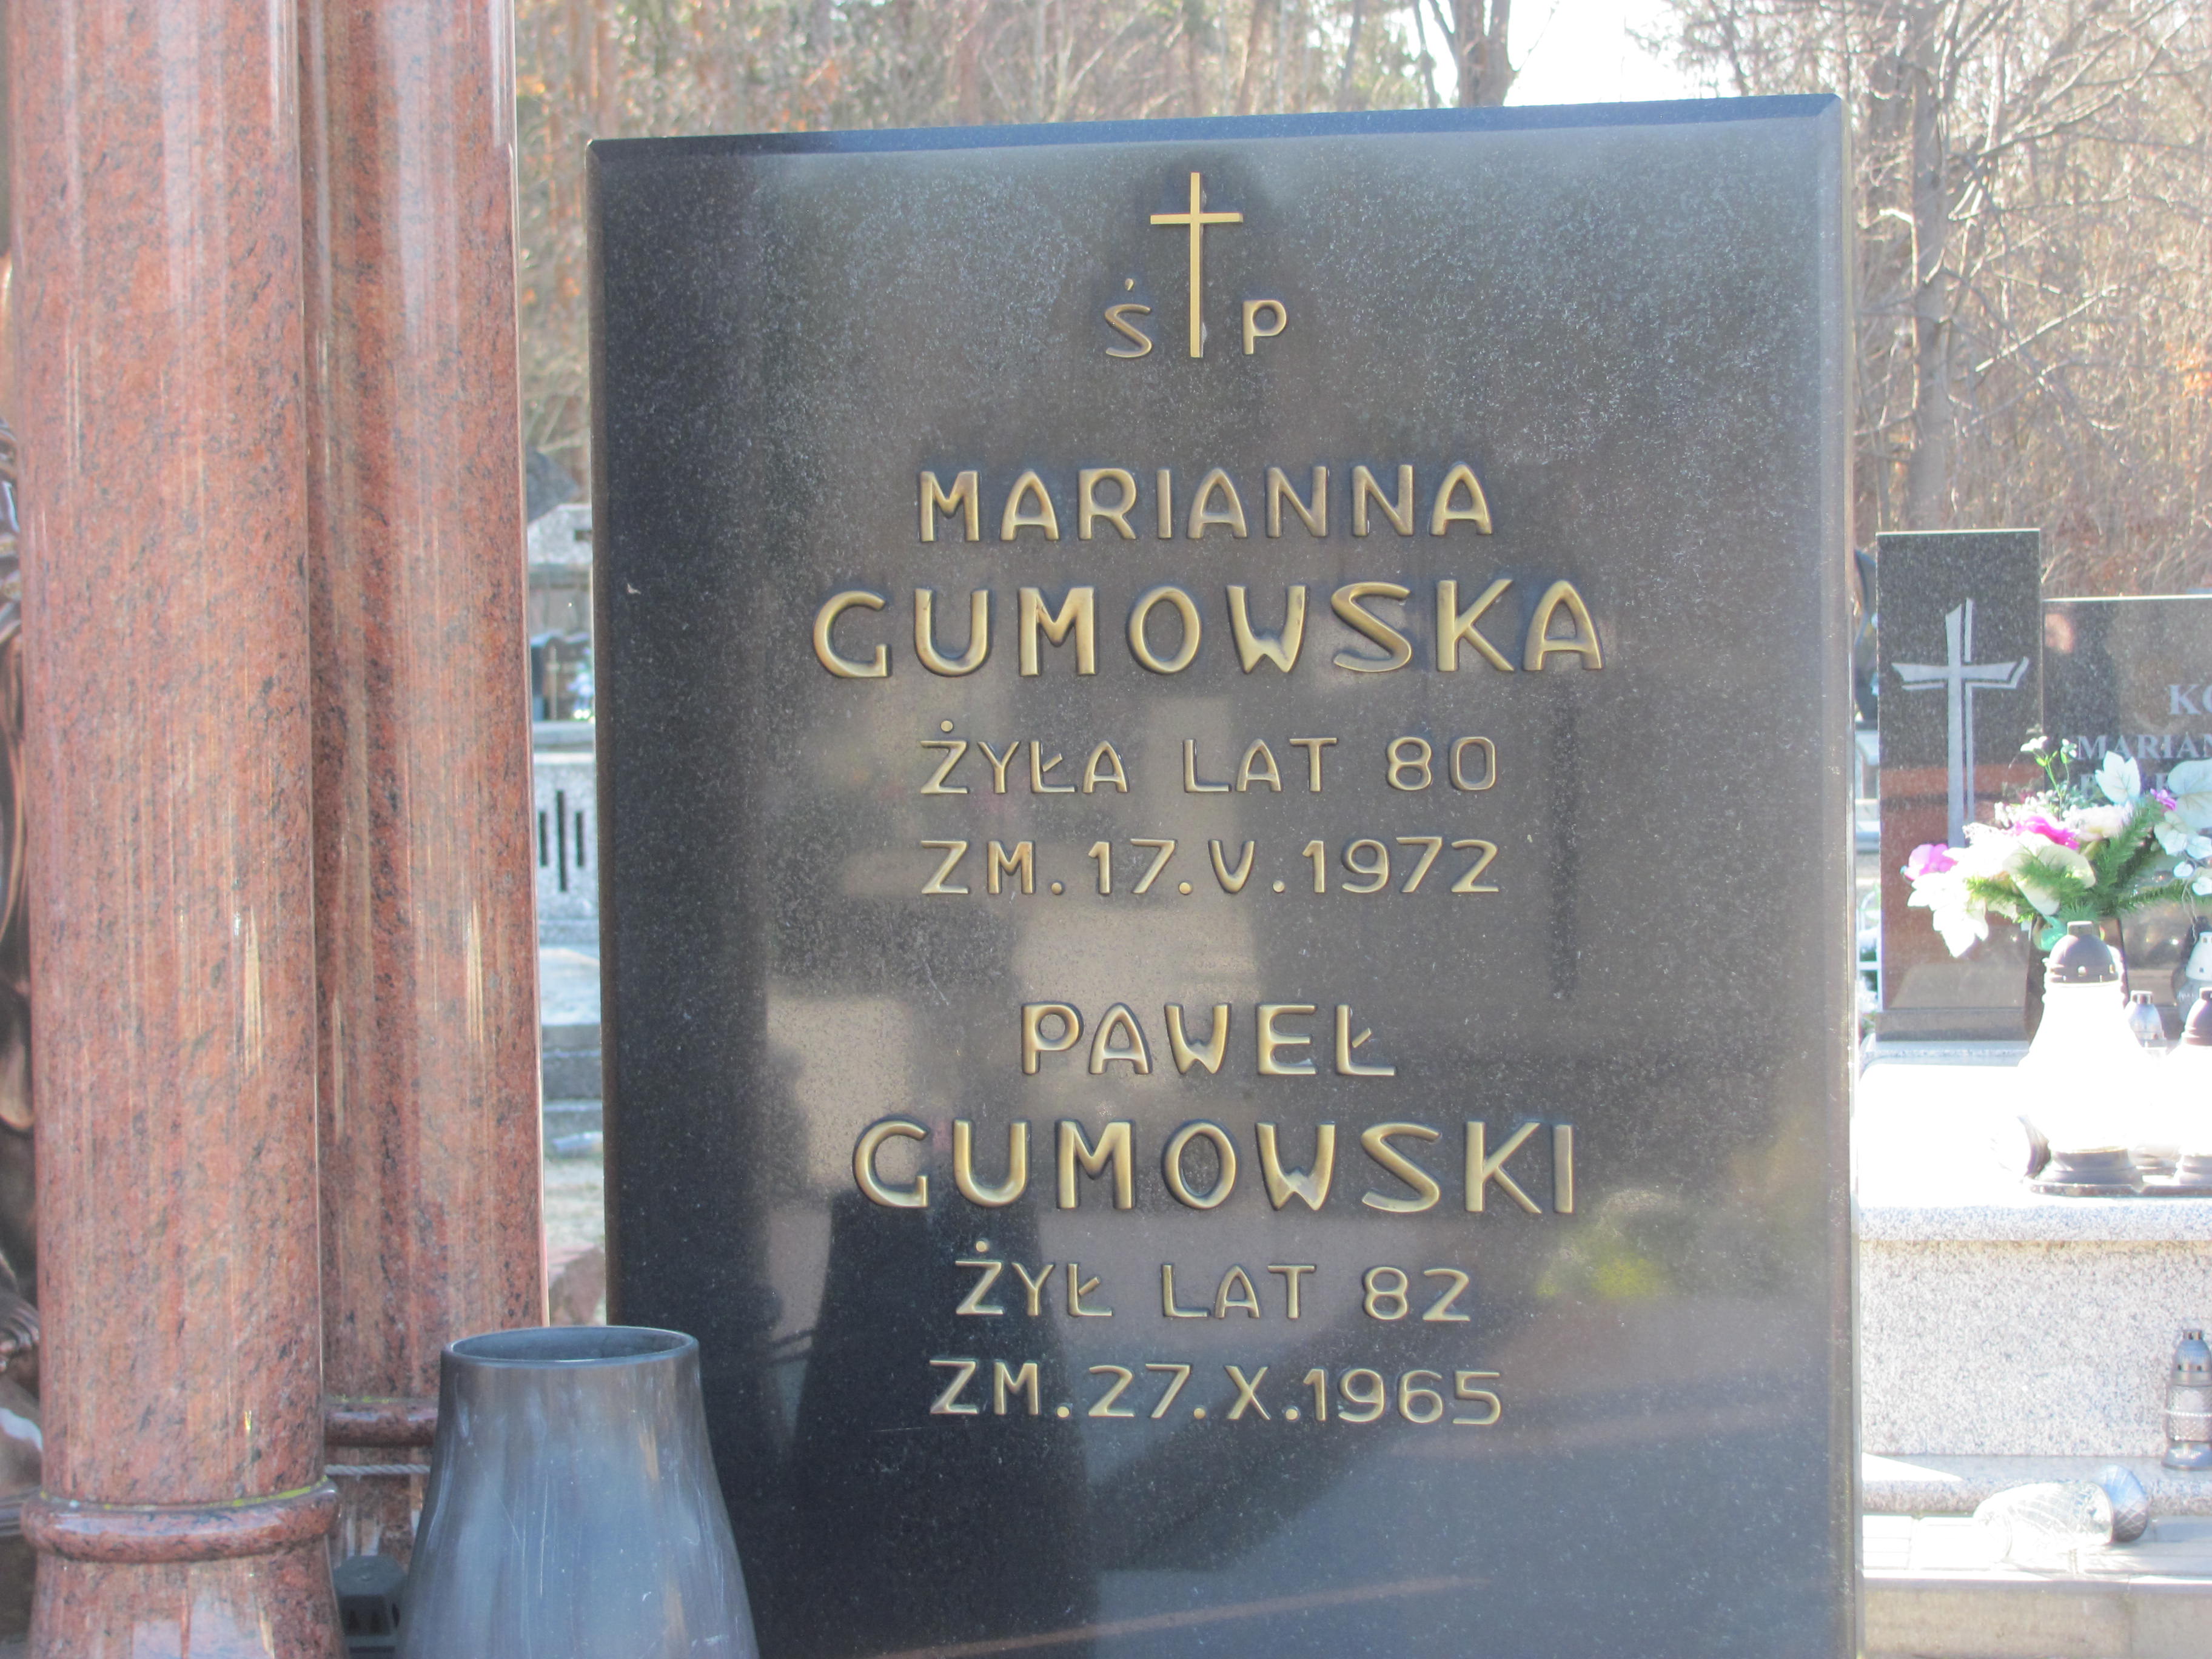 Ś P
MARIANNA
GUMOWSKA
ŻYŁA LAT 80
ZM. 17. V. 1972
PAWEŁ
GUMOWSKI
ŻYŁ LAT 82
ZM. 27. X. 1965